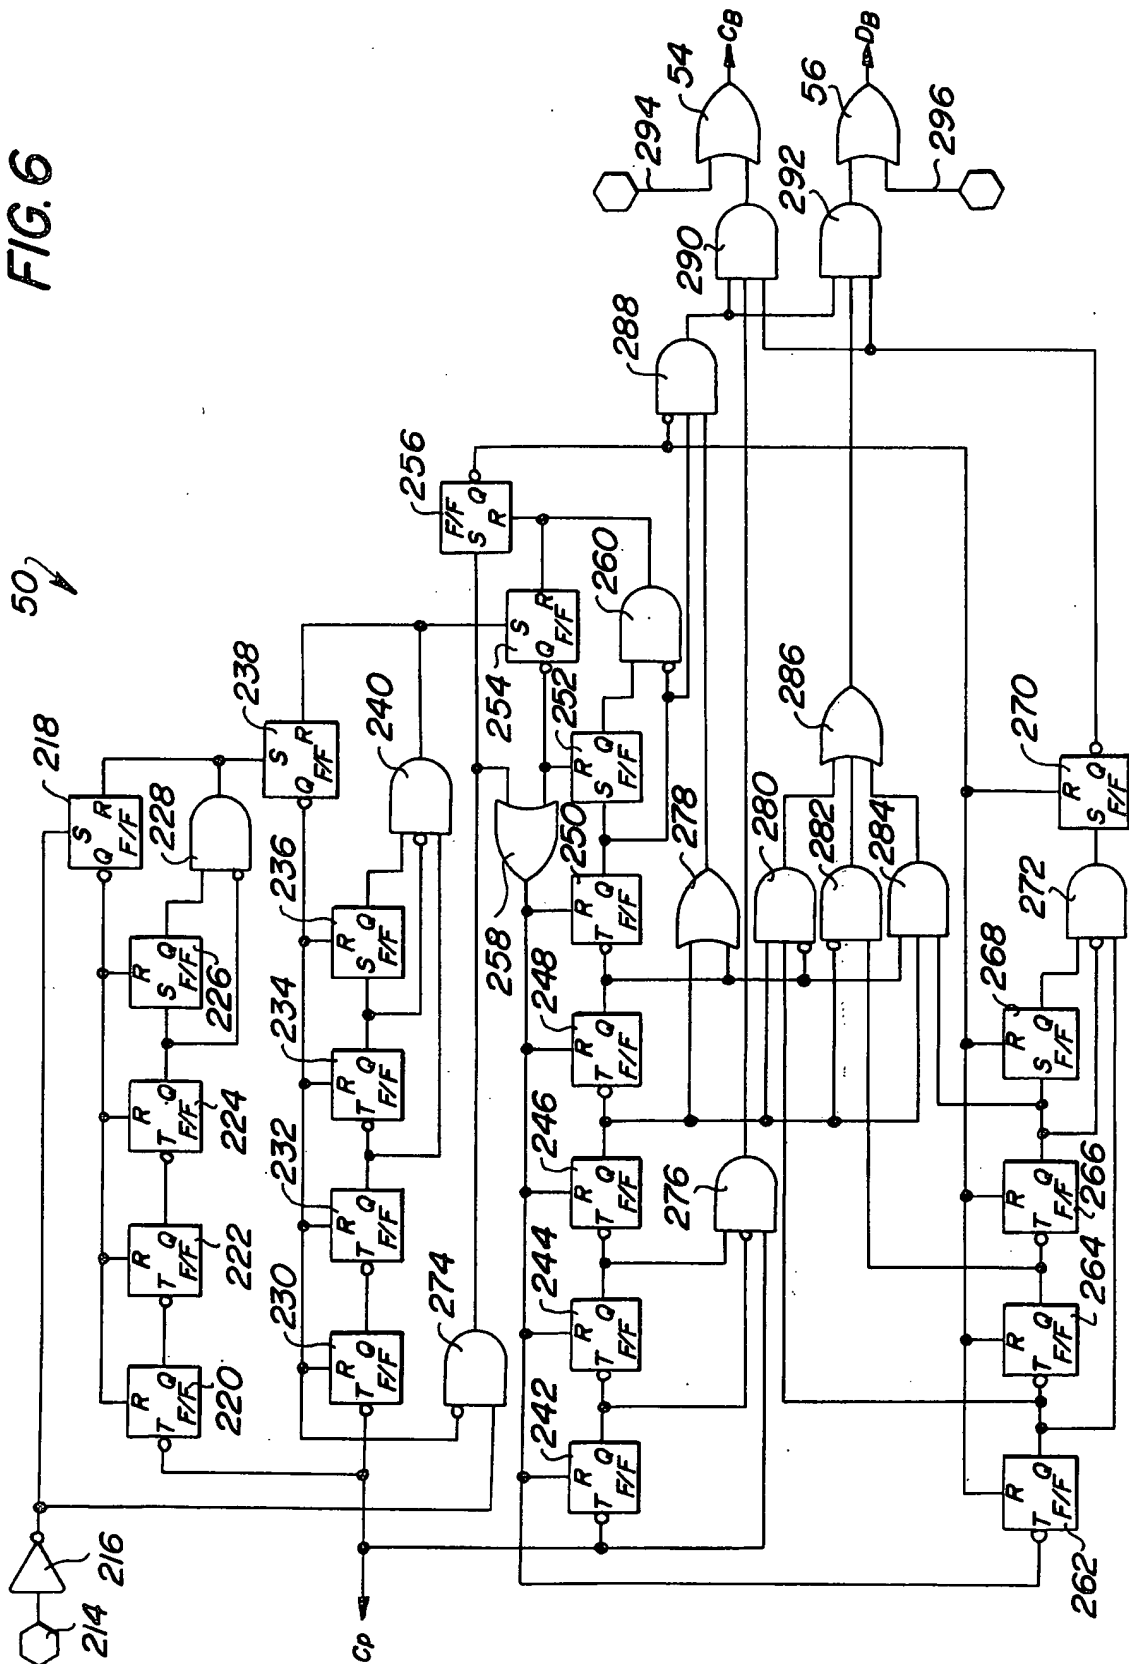 FIG. 6
50
214
216
218
S
R
Q
F/F
220
R
T
Q
F/F
222
R
T
Q
F/F
224
R
T
Q
F/F
226
R
S
Q
F/F
228
230
R
T
Q
F/F
232
R
T
Q
F/F
234
R
T
Q
F/F
236
R
S
Q
F/F
238
S
R
Q
F/F
240
CP
274
242
R
T
Q
F/F
244
R
T
Q
F/F
246
R
T
Q
F/F
248
R
T
Q
F/F
250
R
T
Q
F/F
252
R
S
Q
F/F
254
S
R
Q
F/F
256
F/F
S
Q
R
258
260
276
278
280
282
284
286
288
290
292
294
296
54
56
CB
DB
262
R
T
Q
F/F
264
R
T
Q
F/F
266
R
T
Q
F/F
268
R
S
Q
F/F
270
R
S
Q
F/F
272